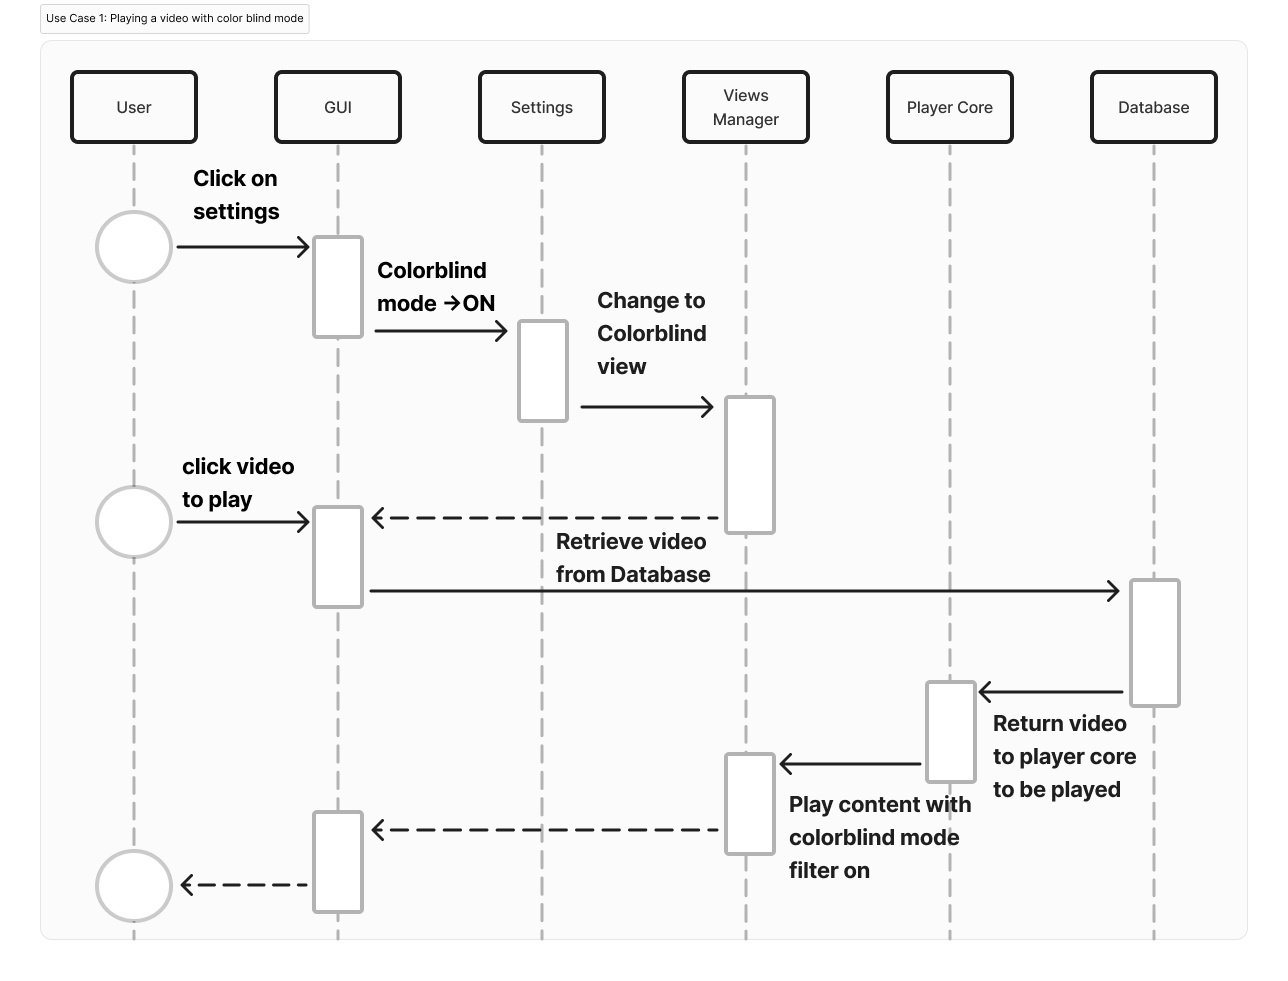 Use Case 1: Playing a video with color blind mode
User
GUI
Settings
Views
Manager
Player Core
Database
Click on
settings
Colorblind
mode →ON
Change to
Colorblind
view
click video
to play
Retrieve video
from Database
Return video
to player core
to be played
Play content with
colorblind mode
filter on